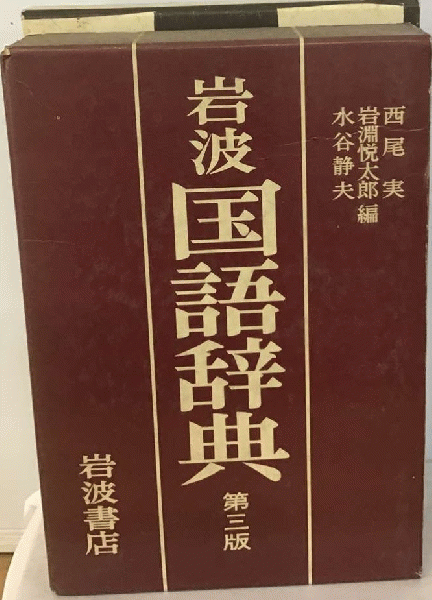 西尾実
岩淵悦太郎編
水谷静夫
岩波
国語辞典
第三版
岩波書店